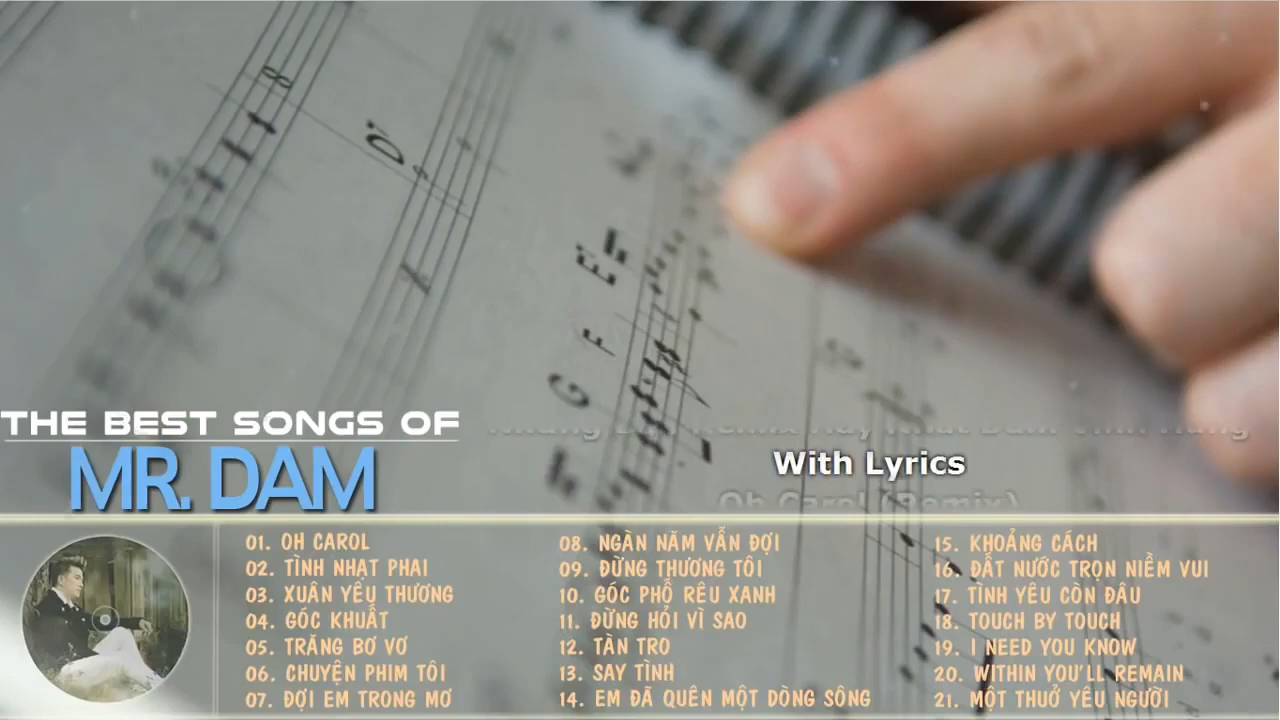 THE BEST SONGS OF
MR. DAM
With Lyrics
Oh Carol (Remix)
01. OH CAROL
02. TÌNH NHẠT PHAI
03. XUÂN YÊU THƯƠNG
04. GÓC KHUẤT
05. TRĂNG BƠ VƠ
06. CHUYỆN PHIM TÔI
07. ĐỢI EM TRONG MƠ
08. NGÀN NĂM VẪN ĐỢI
09. ĐỪNG THƯƠNG TÔI
10. GÓC PHỐ RÊU XANH
11. ĐỪNG HỎI VÌ SAO
12. TÀN TRO
13. SAY TÌNH
14. EM ĐÃ QUÊN MỘT DÒNG SÔNG
15. KHOẢNG CÁCH
16. ĐẤT NƯỚC TRỌN NIỀM VUI
17. TÌNH YÊU CÒN ĐÂU
18. TOUCH BY TOUCH
19. I NEED YOU KNOW
20. WITHIN YOU'LL REMAIN
21. MỘT THUỞ YÊU NGƯỜI